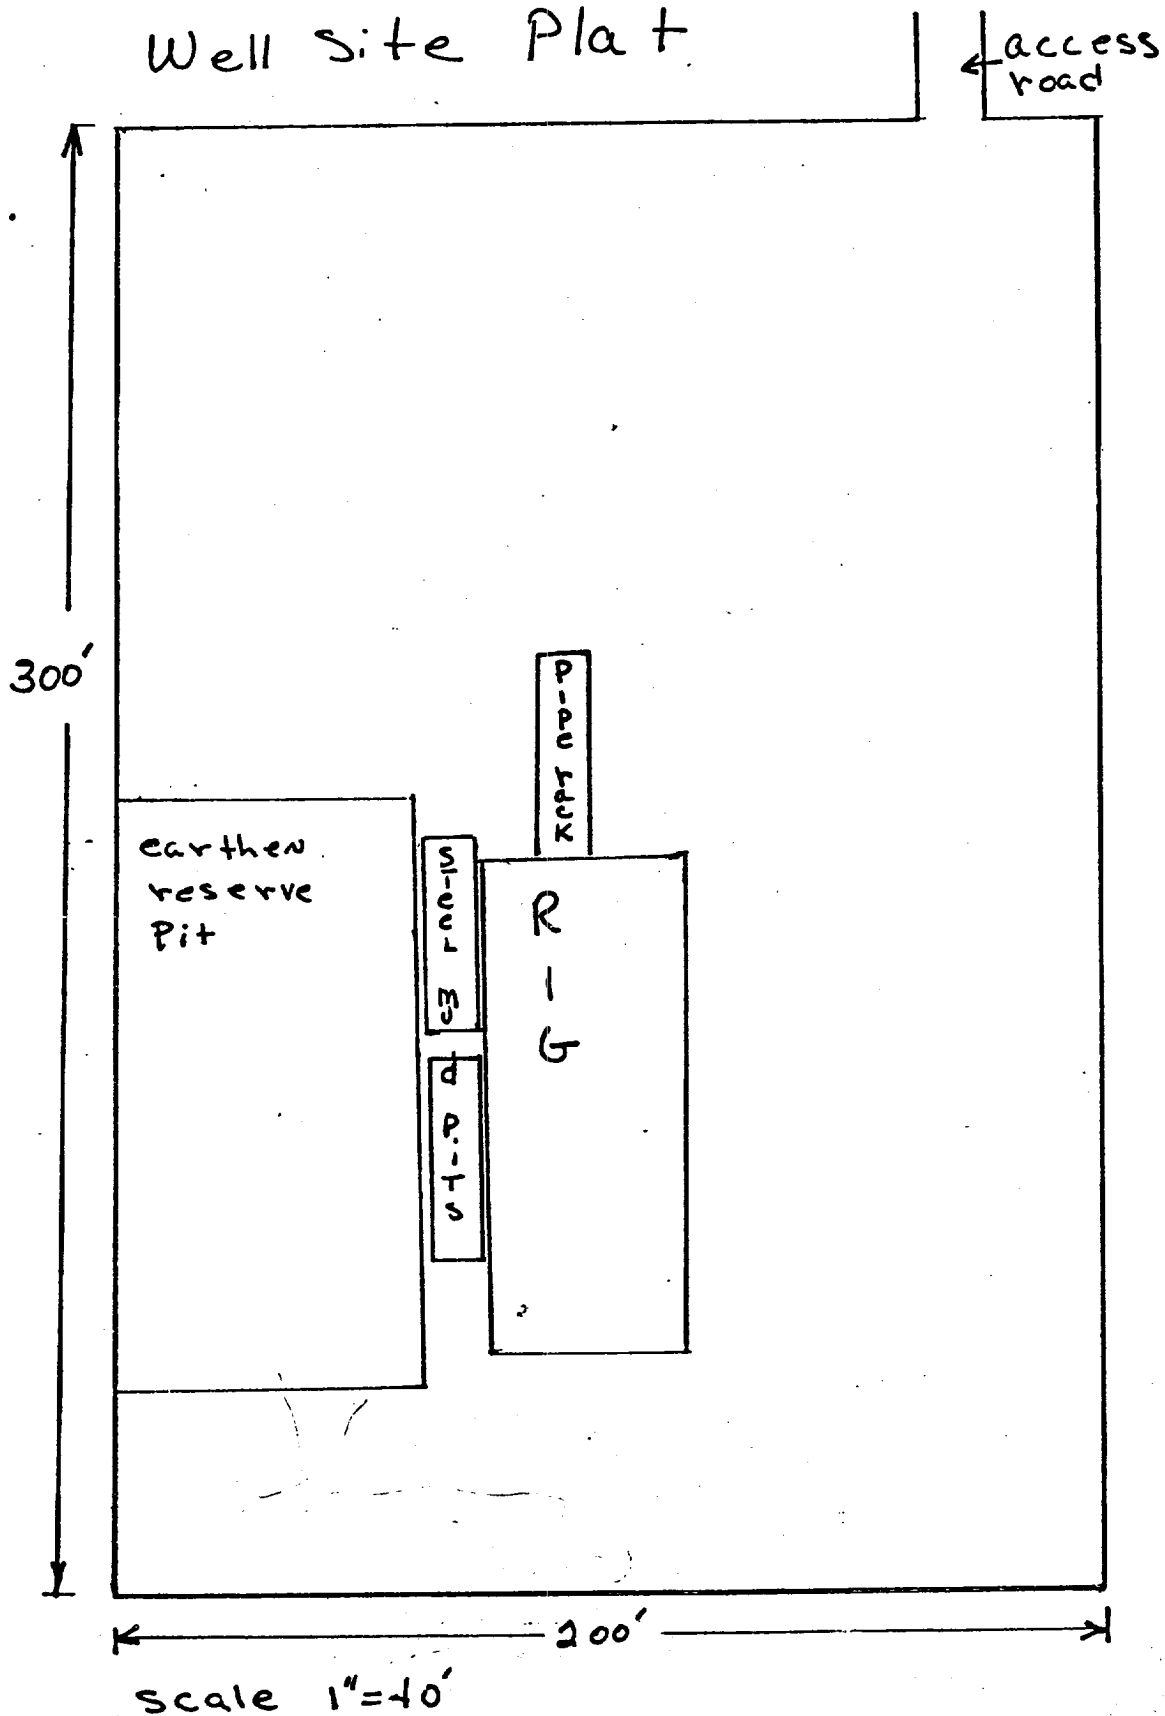 Well Site Plat
access
road
300'
Pipe rack
earthen
reserve
Pit
Steel mud Pits
RIG
200'
Scale 1"=40'